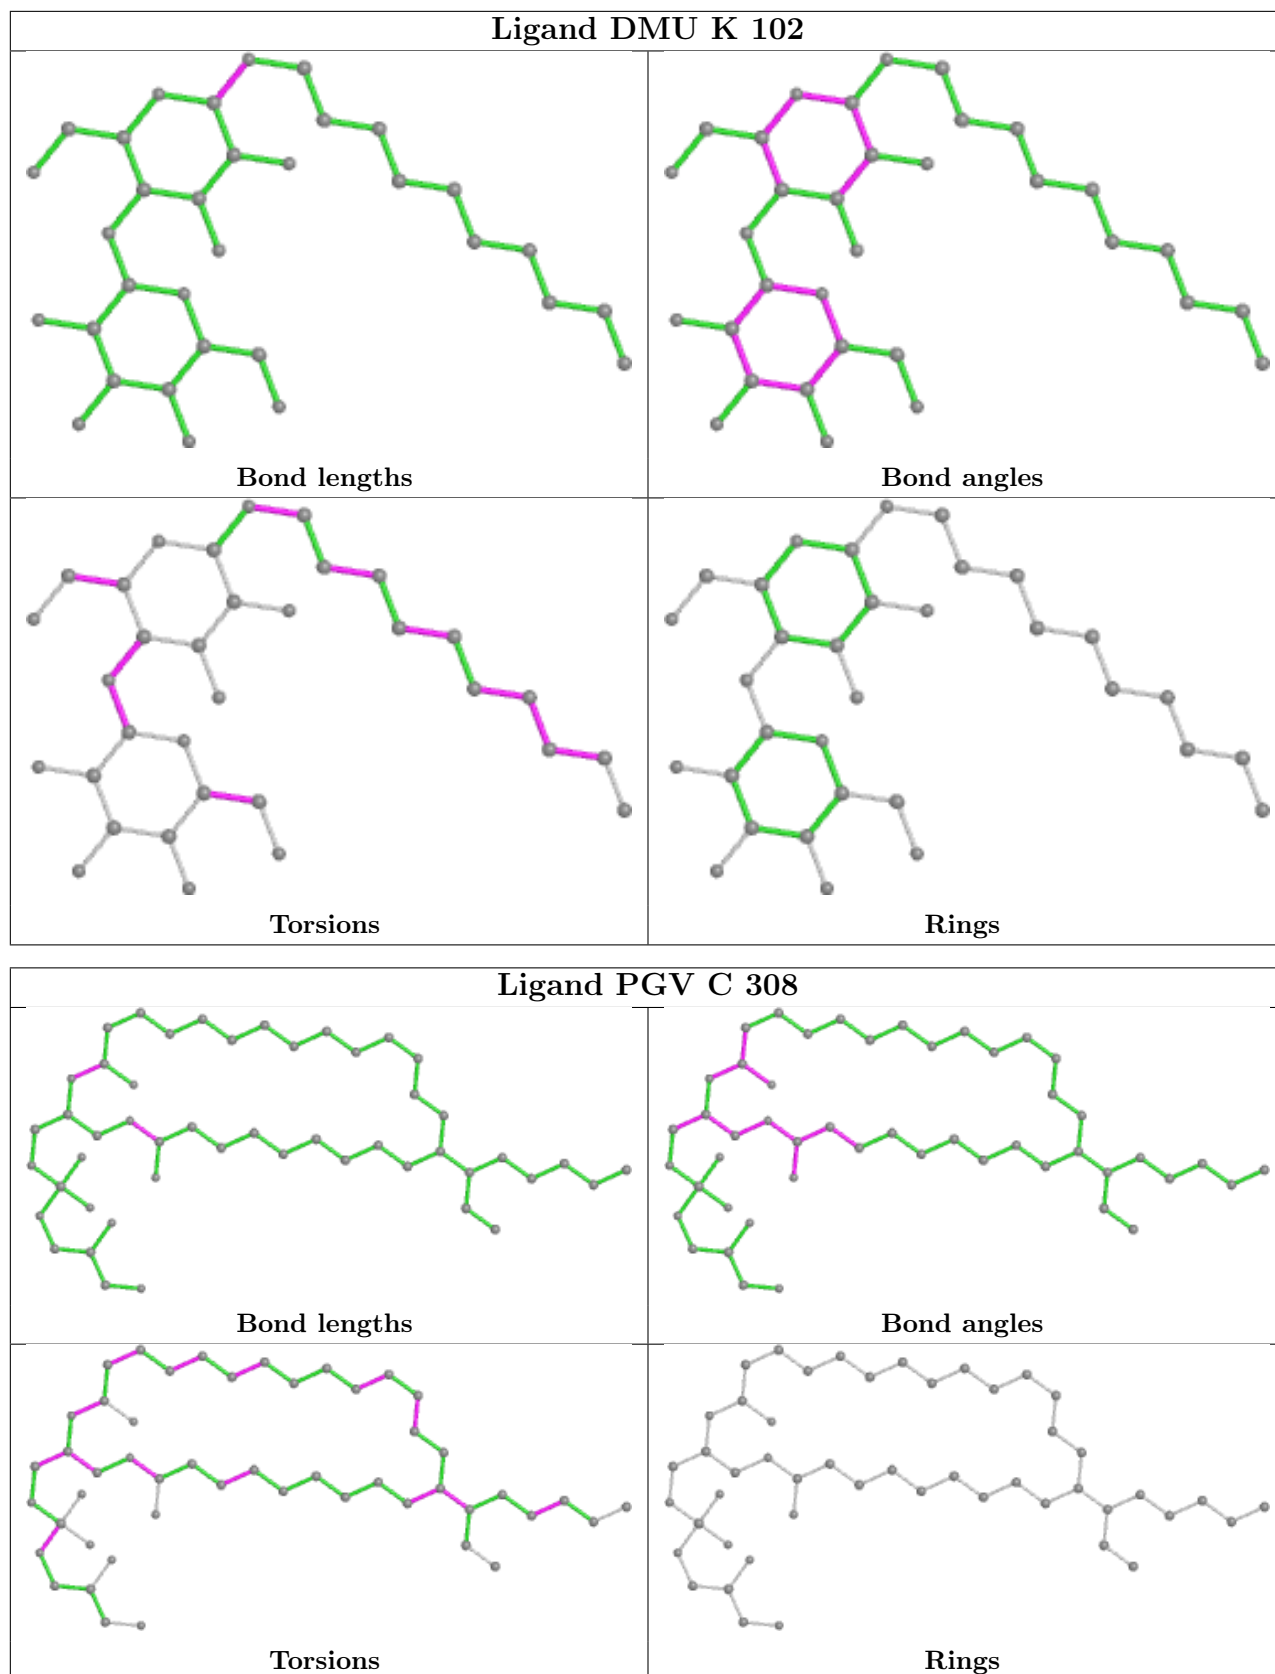 Ligand DMU K 102
Bond lengths
Bond angles
Torsions
Rings
Ligand PGV C 308
Bond lengths
Bond angles
Torsions
Rings